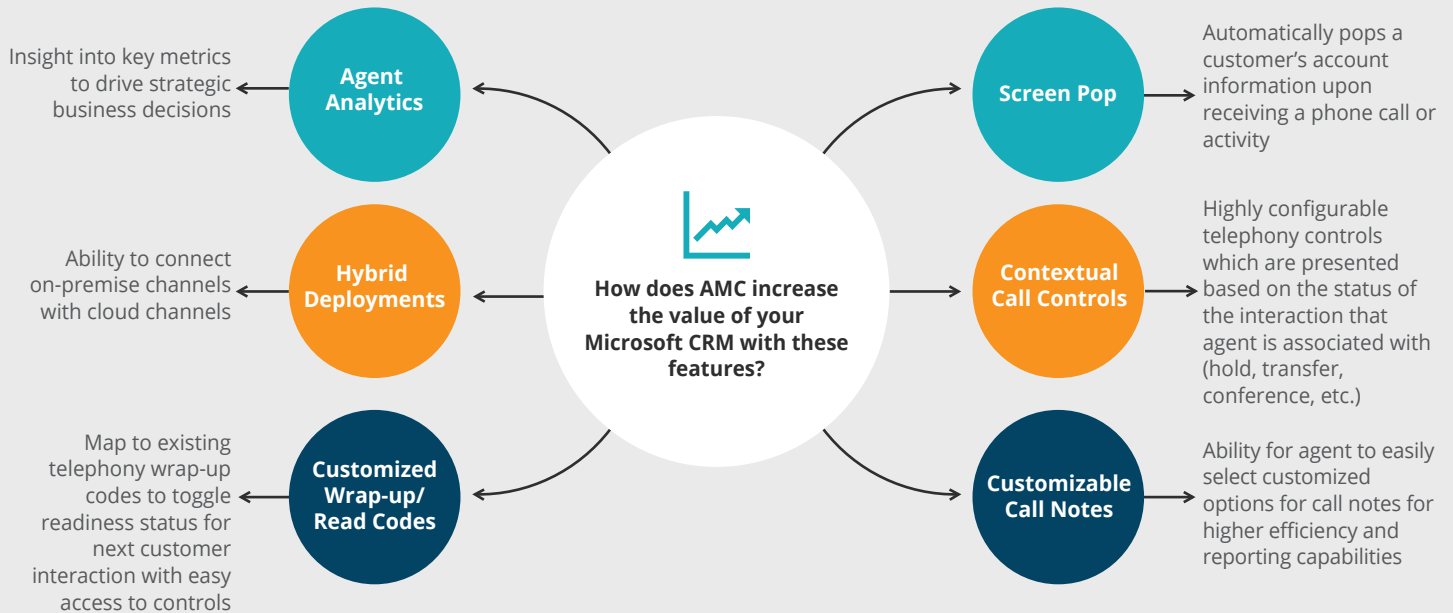 Insight into key metrics
to drive strategic
business decisions
Agent
Analytics
Ability to connect
on-premise channels
with cloud channels
Hybrid
Deployments
Map to existing
telephony wrap-up
codes to toggle
readiness status for
next customer
interaction with easy
access to controls
Customized
Wrap-up/
Read Codes
How does AMC increase
the value of your
Microsoft CRM with these
features?
Screen Pop
Automatically pops a
customer’s account
information upon
receiving a phone call or
activity
Contextual
Call Controls
Highly configurable
telephony controls
which are presented
based on the status of
the interaction that
agent is associated with
(hold, transfer,
conference, etc.)
Customizable
Call Notes
Ability for agent to easily
select customized
options for call notes for
higher efficiency and
reporting capabilities